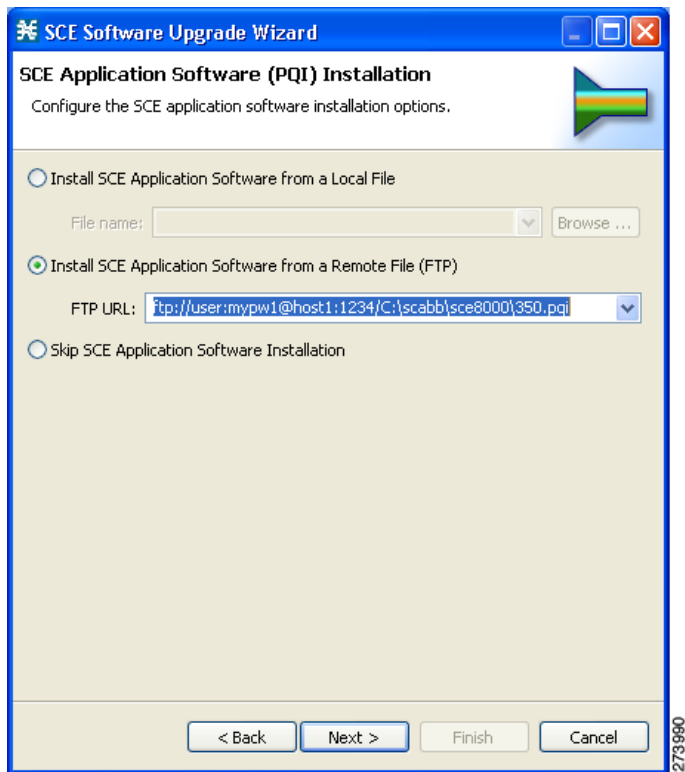 SCE Software Upgrade Wizard
SCE Application Software (PQI) Installation
Configure the SCE application software installation options.
Install SCE Application Software from a Local File
File name:
Browse ...
Install SCE Application Software from a Remote File (FTP)
FTP URL: ftp://user:mypw1@host1:1234/C:\scabb\sce8000\350.pqi
Skip SCE Application Software Installation
< Back
Next >
Finish
Cancel
273990